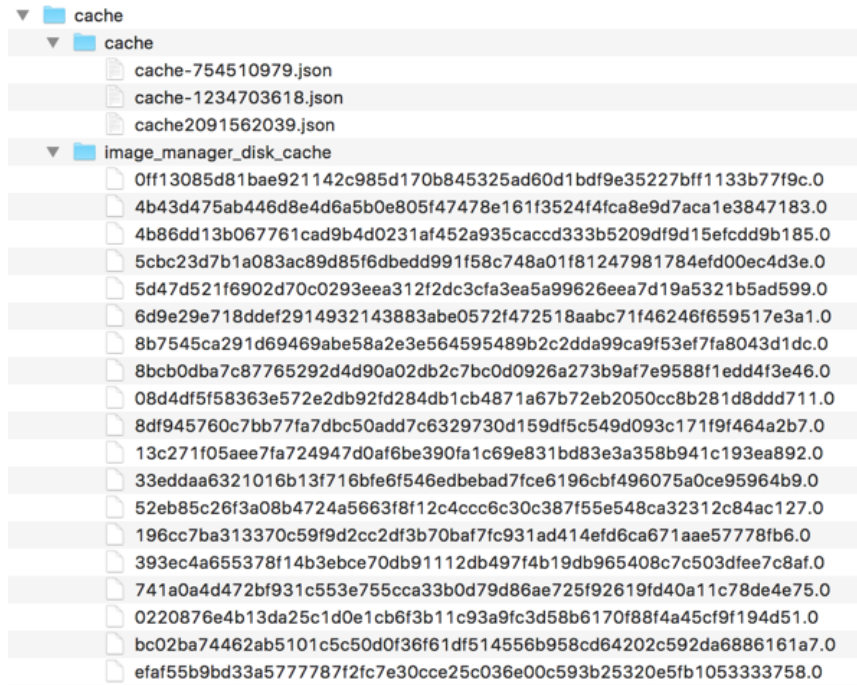 cache
cache
cache-754510979.json
cache-1234703618.json
cache2091562039.json
image_manager_disk_cache
0ff13085d81bae921142c985d170b845325ad60d1bdf9e35227bff1133b77f9c.0
4b43d475ab446d8e4d6a5b0e805f47478e161f3524f4fca8e9d7aca1e3847183.0
4b86dd13b067761cad9b4d0231af452a935caccd333b5209df9d15efcdd9b185.0
5cbc23d7b1a083ac89d85f6dbedd991f58c748a01f81247981784efd00ec4d3e.0
5d47d521f6902d70c0293eea312f2dc3cfa3ea5a99626eea7d19a5321b5ad599.0
6d9e29e718ddef2914932143883abe0572f472518aabc71f46246f659517e3a1.0
8b7545ca291d69469abe58a2e3e564595489b2c2dda99ca9f53ef7fa8043d1dc.0
8bcb0dba7c87765292d4d90a02db2c7bc0d0926a273b9af7e9588f1edd4f3e46.0
08d4df5f58363e572e2db92fd284db1cb4871a67b72eb2050cc8b281d8ddd711.0
8df945760c7bb77fa7dbc50add7c6329730d159df5c549d093c171f9f464a2b7.0
13c271f05aee7fa724947d0af6be390fa1c69e831bd83e3a358b941c193ea892.0
33eddaa6321016b13f716bfe6f546edbebad7fce6196cbf496075a0ce95964b9.0
52eb85c26f3a08b4724a5663f8f12c4ccc6c30c387f55e548ca32312c84ac127.0
196cc7ba313370c59f9d2cc2df3b70baf7fc931ad414efd6ca671aae57778fb6.0
393ec4a655378f14b3ebce70db91112db497f4b19db965408c7c503dfee7c8af.0
741a0a4d472bf931c553e755cca33b0d79d86ae725f92619fd40a11c78de4e75.0
0220876e4b13da25c1d0e1cb6f3b11c93a9fc3d58b6170f88f4a45cf9f194d51.0
bc02ba74462ab5101c5c50d0f36f61df514556b958cd64202c592da6886161a7.0
efaf55b9bd33a5777787f2fc7e30cce25c036e00c593b25320e5fb1053333758.0